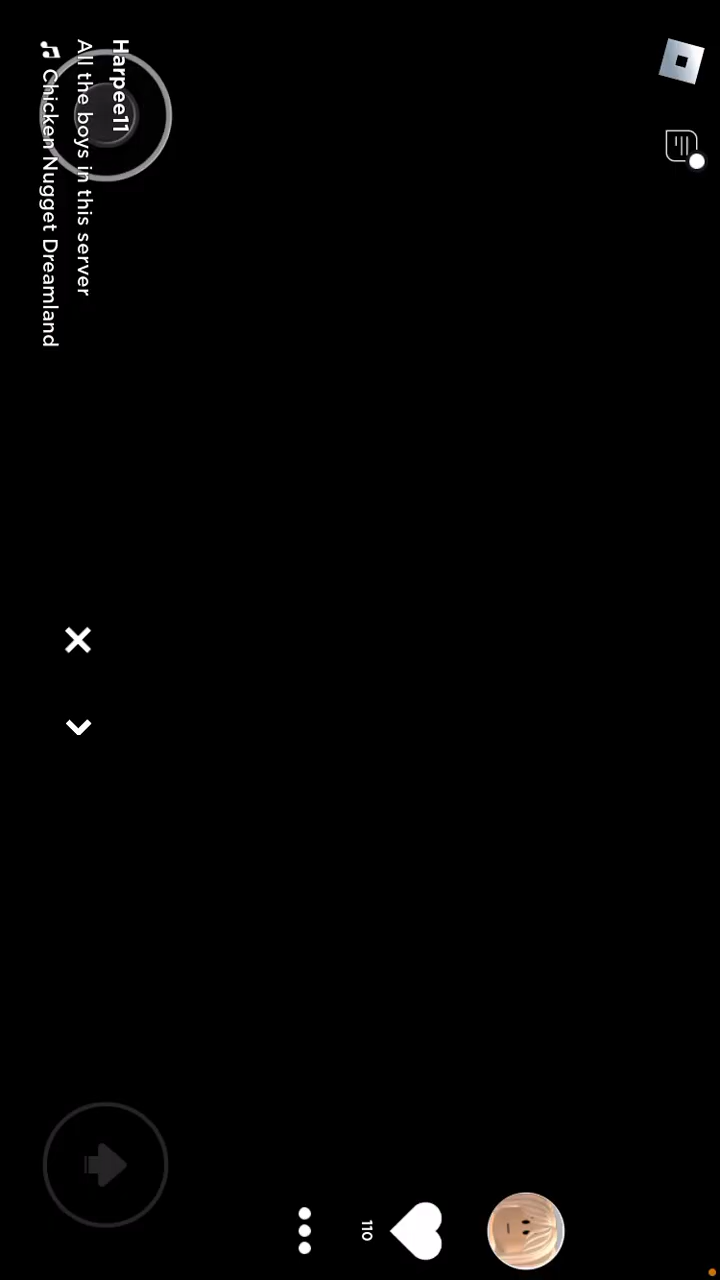 Harpee11
All the boys in this server
Chicken Nugget Dreamland
110